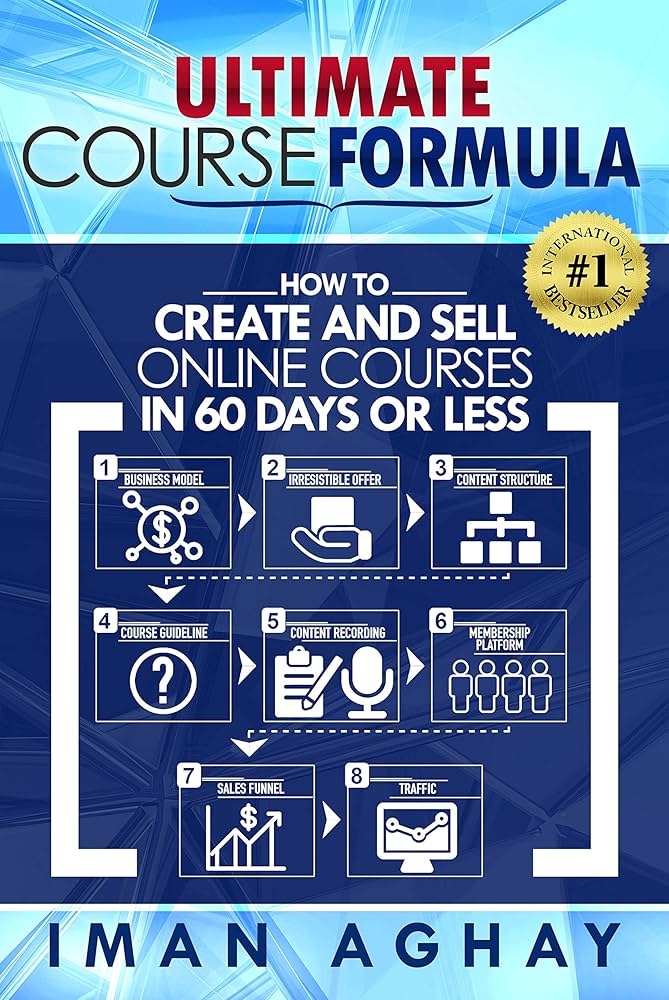 ULTIMATE
COURSE FORMULA
INTERNATIONAL
#1
BESTSELLER
HOW TO
CREATE AND SELL
ONLINE COURSES
IN 60 DAYS OR LESS
1
BUSINESS MODEL
$
2
IRRESISTIBLE OFFER
3
CONTENT STRUCTURE
4
COURSE GUIDELINE
?
5
CONTENT RECORDING
6
MEMBERSHIP
PLATFORM
7
SALES FUNNEL
$
8
TRAFFIC
IMAN AGHAY